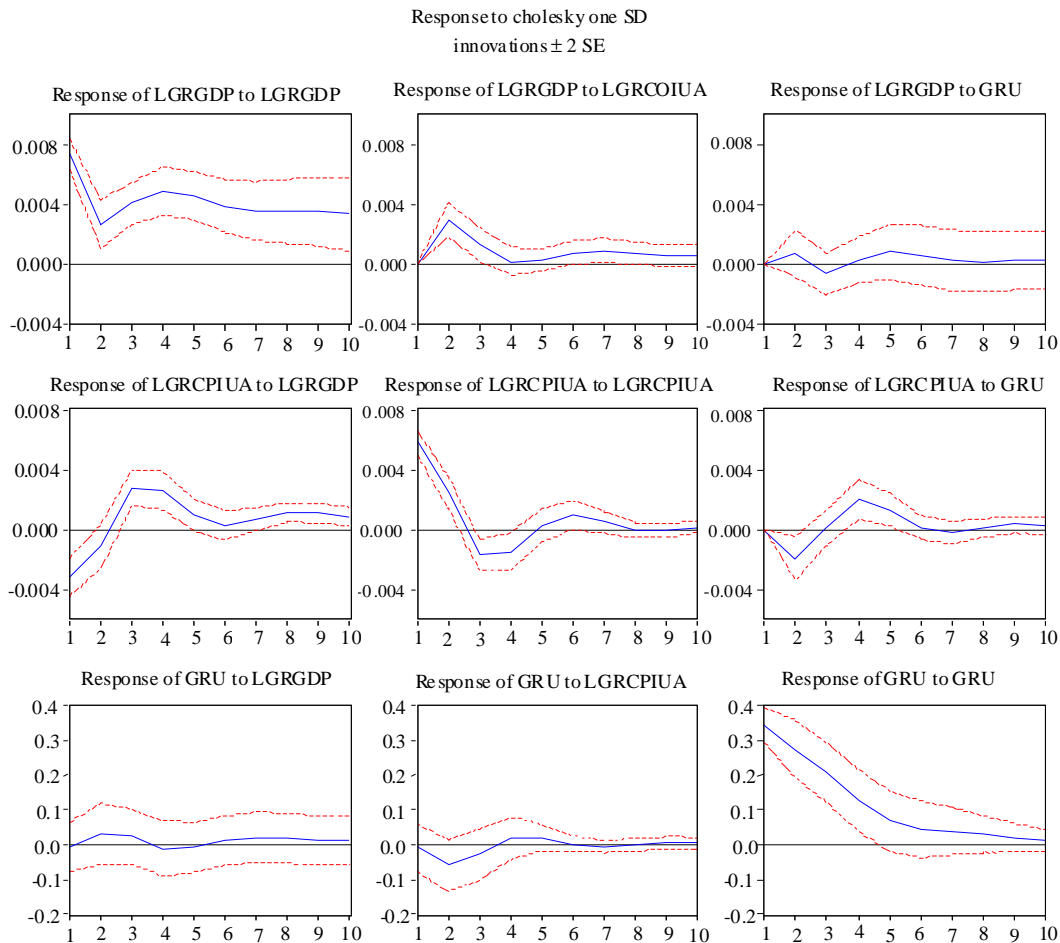 Response to cholesky one SD
innovations ± 2 SE
Response of LGRGDP to LGRGDP
0.008
0.004
0.000
-0.004
1 2 3 4 5 6 7 8 9 10
Response of LGRGDP to LGRCOIUA
0.008
0.004
0.000
-0.004
1 2 3 4 5 6 7 8 9 10
Response of LGRGDP to GRU
0.008
0.004
0.000
-0.004
1 2 3 4 5 6 7 8 9 10
Response of LGRCPIUA to LGRGDP
0.008
0.004
0.000
-0.004
1 2 3 4 5 6 7 8 9 10
Response of LGRCPIUA to LGRCPIUA
0.008
0.004
0.000
-0.004
1 2 3 4 5 6 7 8 9 10
Response of LGRCPIUA to GRU
0.008
0.004
0.000
-0.004
1 2 3 4 5 6 7 8 9 10
Response of GRU to LGRGDP
0.4
0.3
0.2
0.1
0.0
-0.1
-0.2
1 2 3 4 5 6 7 8 9 10
Response of GRU to LGRCPIUA
0.4
0.3
0.2
0.1
0.0
-0.1
-0.2
1 2 3 4 5 6 7 8 9 10
Response of GRU to GRU
0.4
0.3
0.2
0.1
0.0
-0.1
-0.2
1 2 3 4 5 6 7 8 9 10